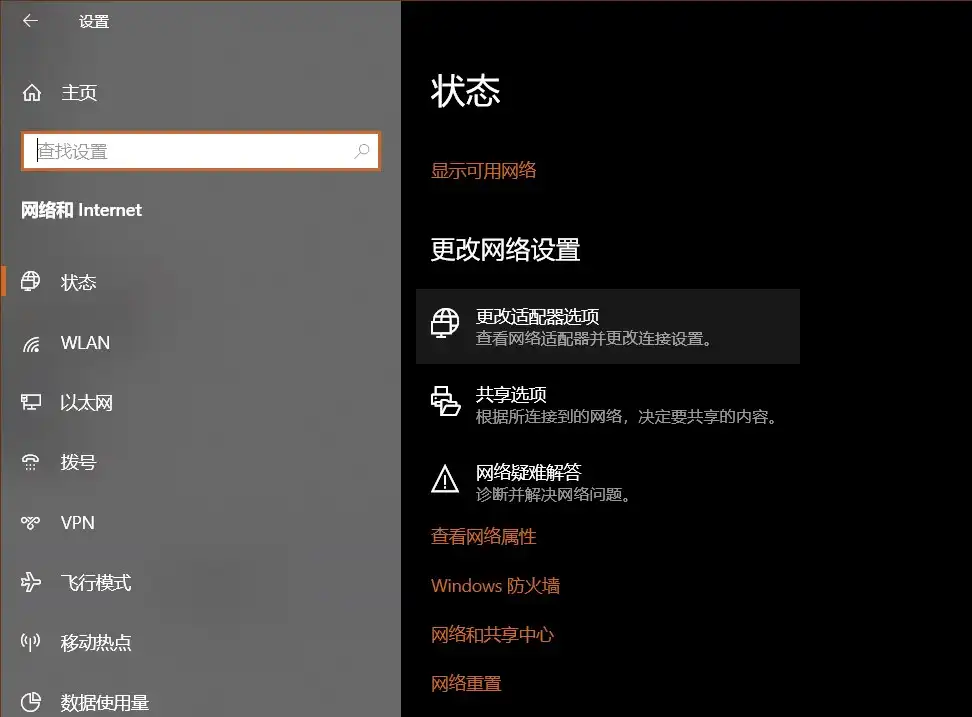 设置
主页
查找设置
网络和 Internet
状态
WLAN
以太网
拨号
VPN
飞行模式
移动热点
数据使用量
状态
显示可用网络
更改网络设置
更改适配器选项
查看网络适配器并更改连接设置。
共享选项
根据所连接到的网络，决定要共享的内容。
网络疑难解答
诊断并解决网络问题。
查看网络属性
Windows 防火墙
网络和共享中心
网络重置